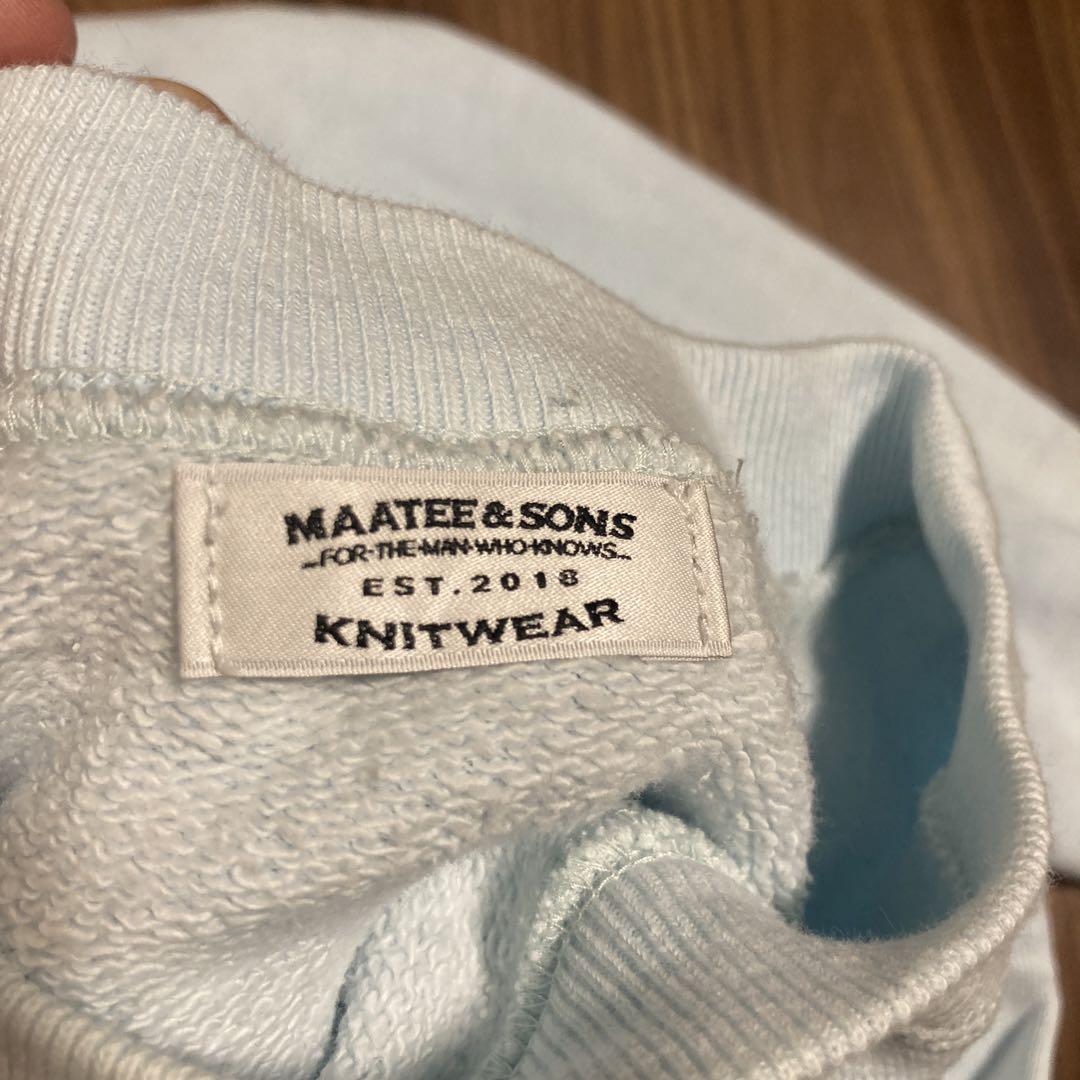 MAATEE & SONS
–FOR·THE·MAN·WHO·KNOWS–
EST.2018
KNITWEAR